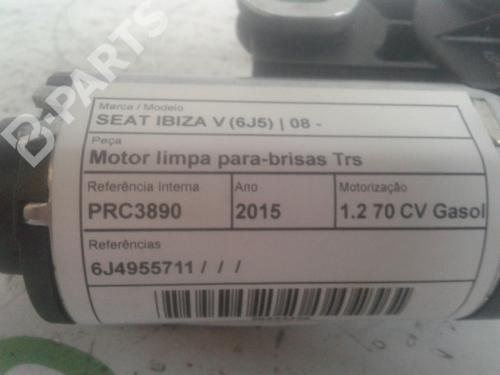 B-PARTS
Marca / Modelo
SEAT IBIZA V (6J5) | 08 -
Peça
Motor limpa para-brisas Trs
Referência Interna Ano Motorização
PRC3890 2015 1.2 70 CV Gasol
Referências
6J4955711 / / /